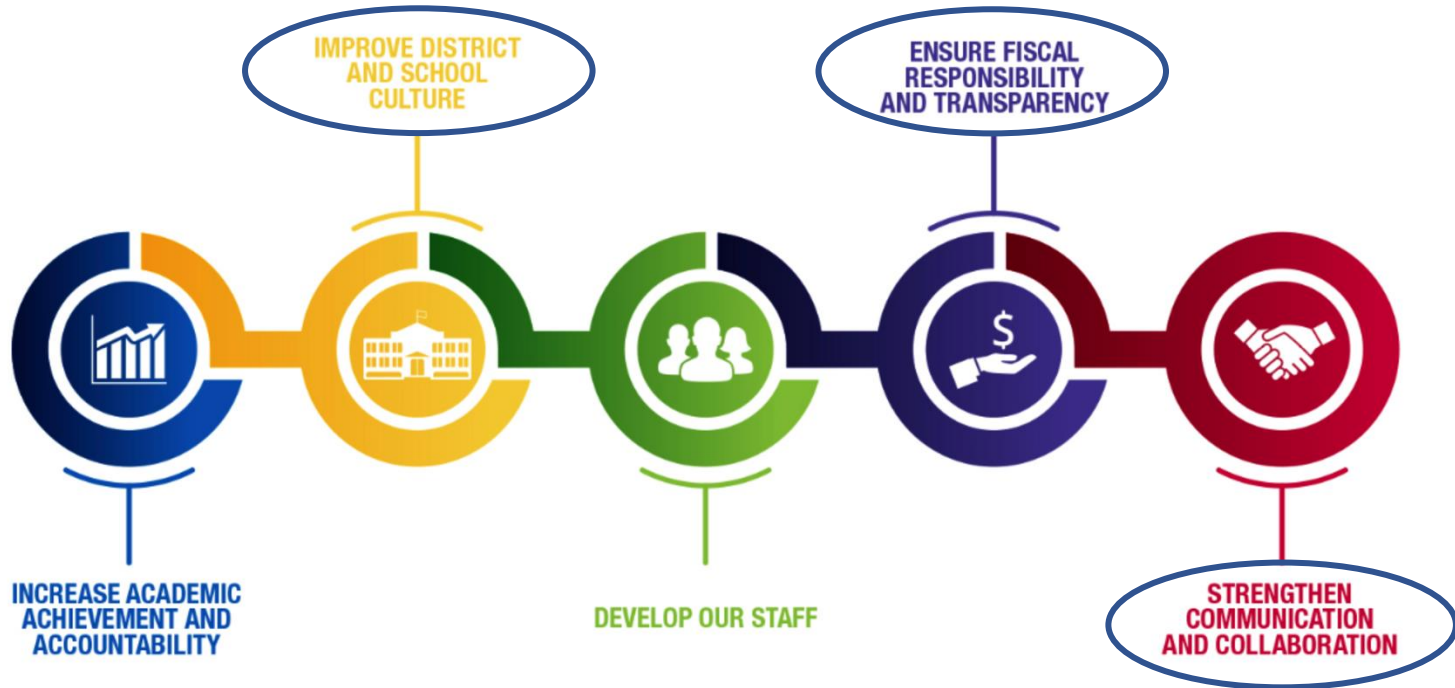 IMPROVE DISTRICT
AND SCHOOL
CULTURE
ENSURE FISCAL
RESPONSIBILITY
AND TRANSPARENCY
$
INCREASE ACADEMIC
ACHIEVEMENT AND
ACCOUNTABILITY
DEVELOP OUR STAFF
STRENGTHEN
COMMUNICATION
AND COLLABORATION